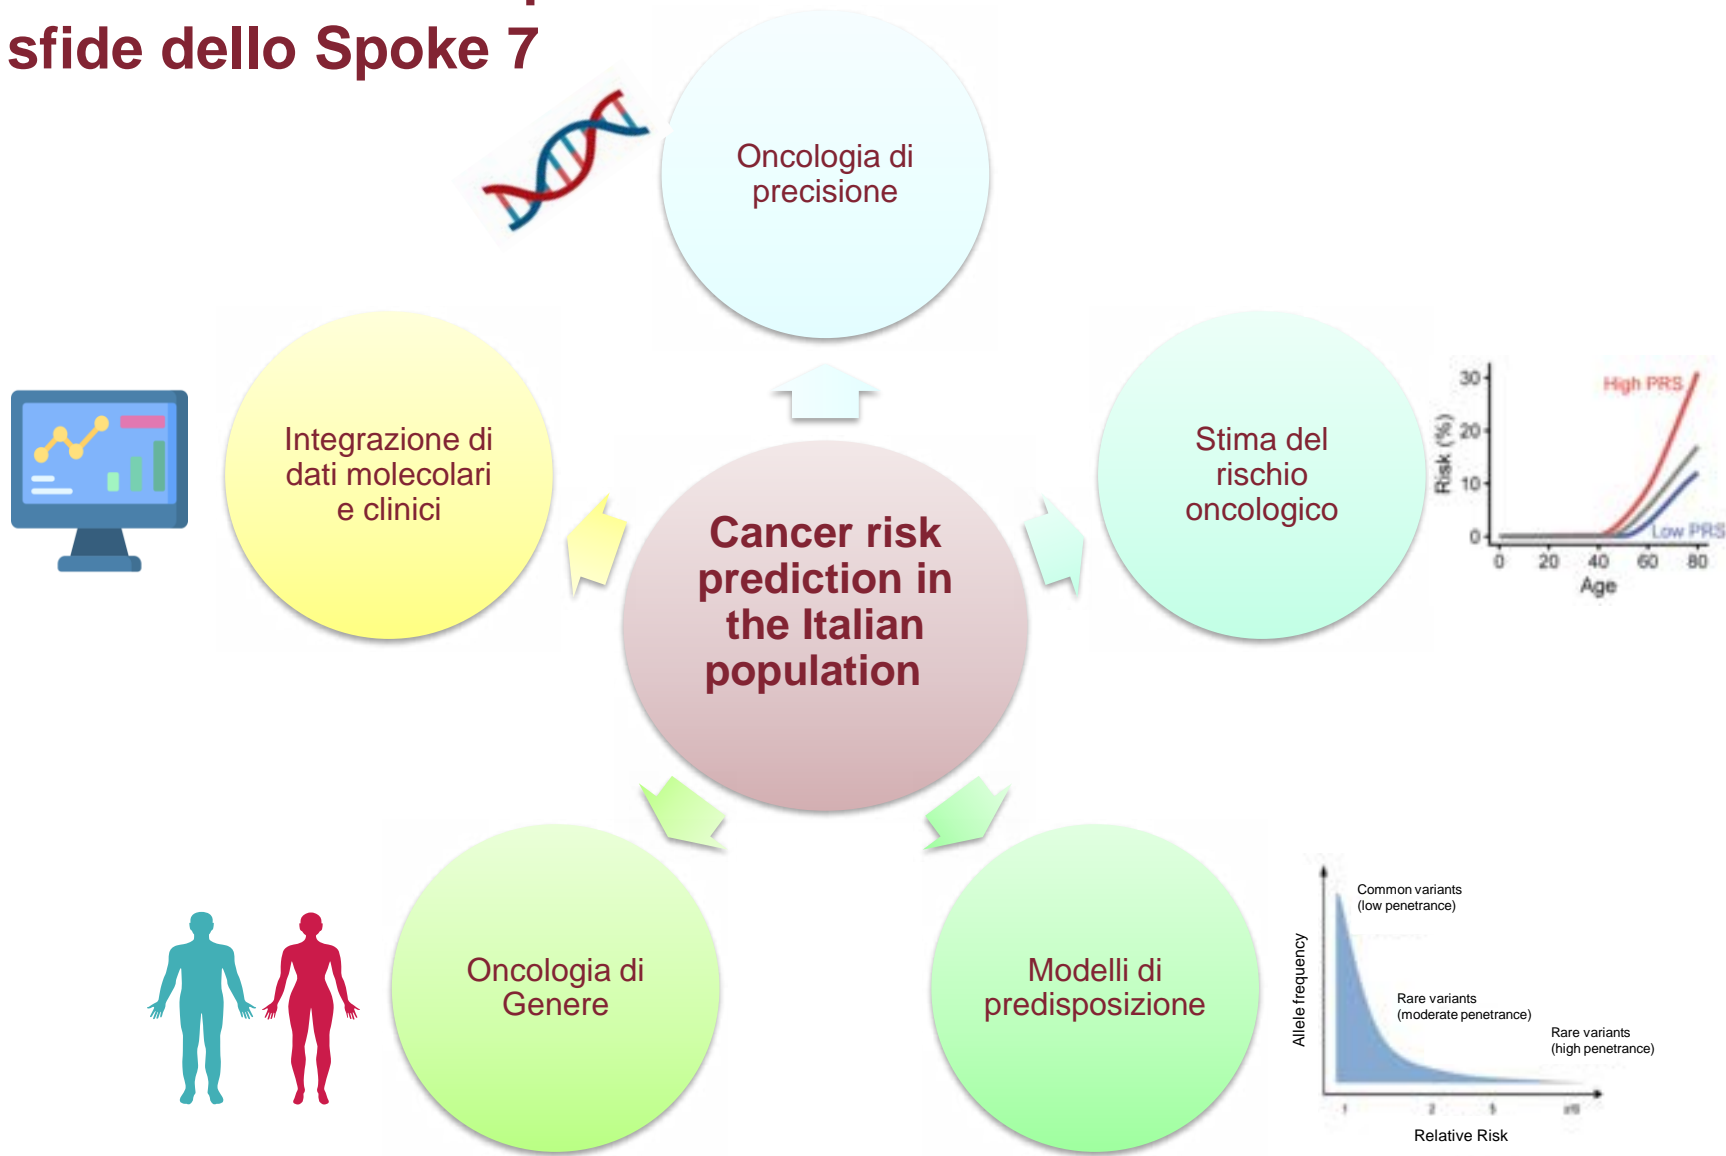 sfide dello Spoke 7
Oncologia di
precisione
Integrazione di
dati molecolari
e clinici
Stima del
rischio
oncologico
Cancer risk
prediction in
the Italian
population
Oncologia di
Genere
Modelli di
predisposizione
30
20
10
0
Risk (%)
High PRS
Low PRS
0 20 40 60 80
Age
Allele frequency
Common variants
(low penetrance)
Rare variants
(moderate penetrance)
Rare variants
(high penetrance)
1 2 5
Relative Risk